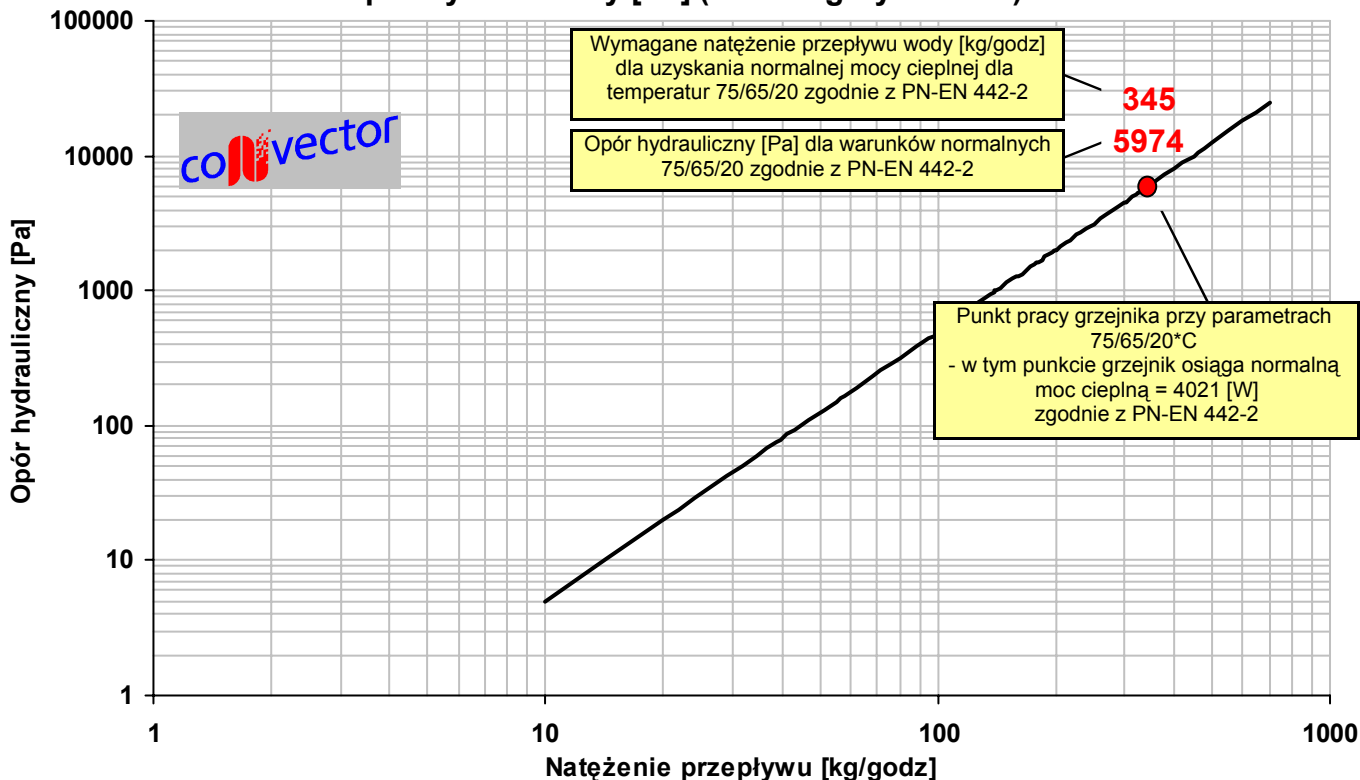 100000
10000
1000
100
10
1
Opór hydrauliczny [Pa]
convector
Wymagane natężenie przepływu wody [kg/godz]
dla uzyskania normalnej mocy cieplnej dla
temperatur 75/65/20 zgodnie z PN-EN 442-2
345
Opór hydrauliczny [Pa] dla warunków normalnych
75/65/20 zgodnie z PN-EN 442-2
5974
Punkt pracy grzejnika przy parametrach
75/65/20*C
- w tym punkcie grzejnik osiąga normalną
moc cieplną = 4021 [W]
zgodnie z PN-EN 442-2
1
10
100
1000
Natężenie przepływu [kg/godz]